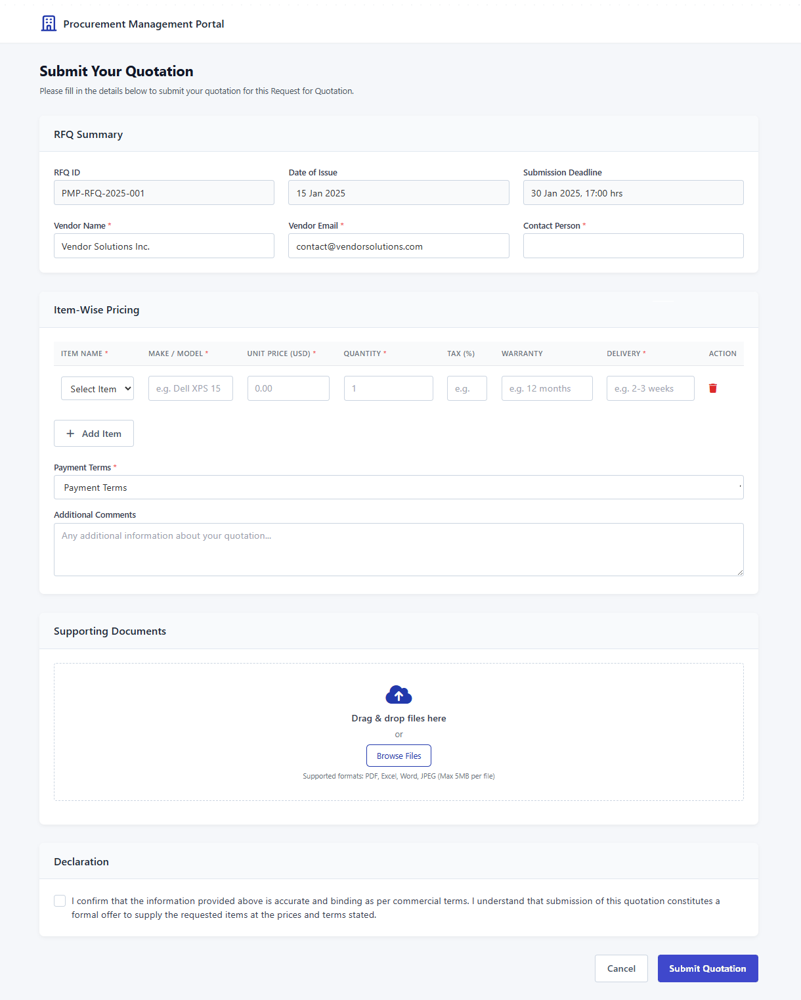 Procurement Management Portal
Submit Your Quotation
Please fill in the details below to submit your quotation for this Request for Quotation.
RFQ Summary
RFQ ID
Date of Issue
Submission Deadline
PMP-RFQ-2025-001
15 Jan 2025
30 Jan 2025, 17:00 hrs
Vendor Name *
Vendor Email *
Contact Person *
Vendor Solutions Inc.
contact@vendorsolutions.com
Item-Wise Pricing
ITEM NAME *
MAKE / MODEL *
UNIT PRICE (USD) *
QUANTITY *
TAX (%)
WARRANTY
DELIVERY *
ACTION
Select Item
e.g. Dell XPS 15
0.00
1
e.g.
e.g. 12 months
e.g. 2-3 weeks
+ Add Item
Payment Terms *
Payment Terms
Additional Comments
Any additional information about your quotation...
Supporting Documents
Drag & drop files here
or
Browse Files
Supported formats: PDF, Excel, Word, JPEG (Max 5MB per file)
Declaration
I confirm that the information provided above is accurate and binding as per commercial terms. I understand that submission of this quotation constitutes a
formal offer to supply the requested items at the prices and terms stated.
Cancel
Submit Quotation